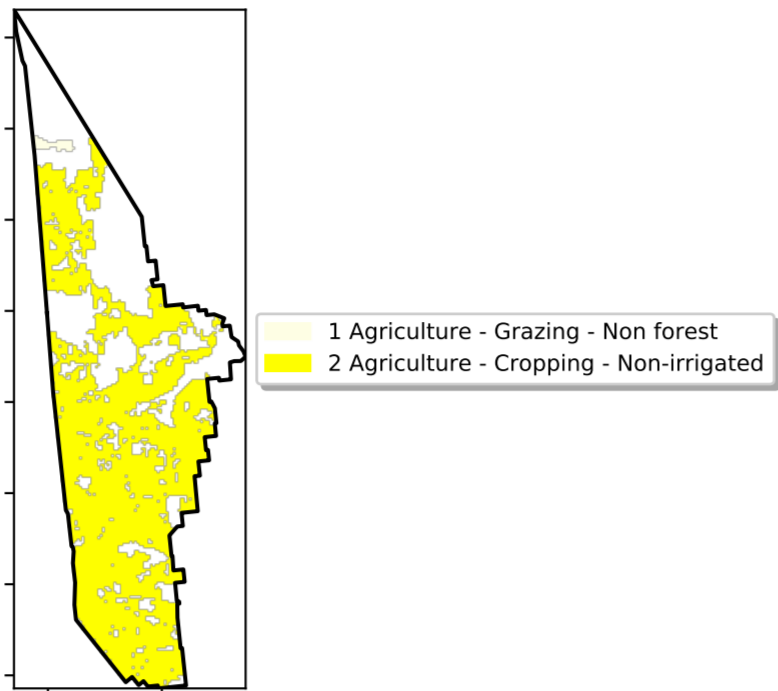 1 Agriculture - Grazing - Non forest
2 Agriculture - Cropping - Non-irrigated